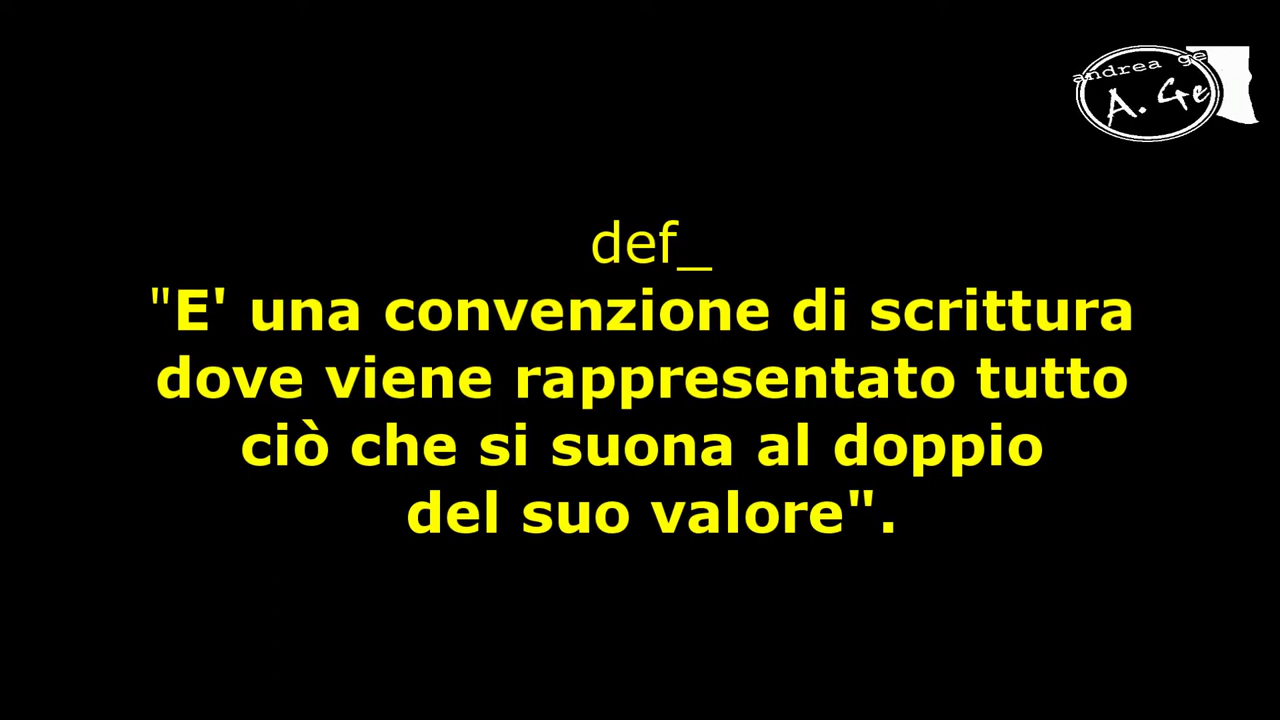 andrea ge
A. Ge
def_
"E' una convenzione di scrittura
dove viene rappresentato tutto
ciò che si suona al doppio
del suo valore".